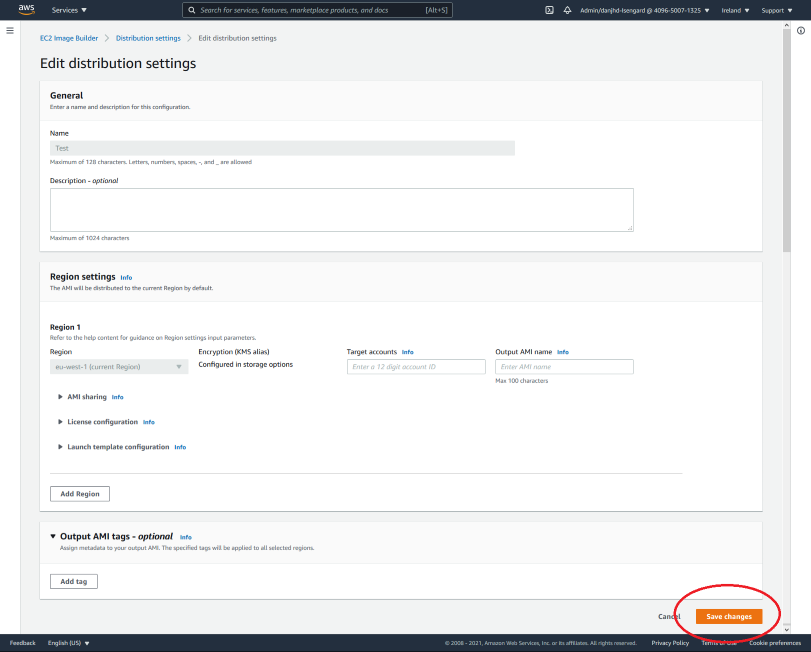 aws
Services
Search for services, features, marketplace products, and docs [Alt+S]
Admin/danjhd-Isengard @ 4096-5007-1325
Ireland
Support
EC2 Image Builder > Distribution settings > Edit distribution settings
Edit distribution settings
General
Enter a name and description for this configuration.
Name
Test
Maximum of 128 characters. Letters, numbers, spaces, -, and _ are allowed
Description - optional
Maximum of 1024 characters
Region settings Info
The AMI will be distributed to the current Region by default.
Region 1
Refer to the help content for guidance on Region settings input parameters.
Region Encryption (KMS alias) Target accounts Info Output AMI name Info
eu-west-1 (current Region) Configured in storage options Enter a 12 digit account ID Enter AMI name
Max 100 characters
AMI sharing Info
License configuration Info
Launch template configuration Info
Add Region
Output AMI tags - optional Info
Assign metadata to your output AMI. The specified tags will be applied to all selected regions.
Add tag
Cancel Save changes
Feedback English (US) © 2008 - 2021, Amazon Web Services, Inc. or its affiliates. All rights reserved. Privacy Policy Terms of Use Cookie preferences